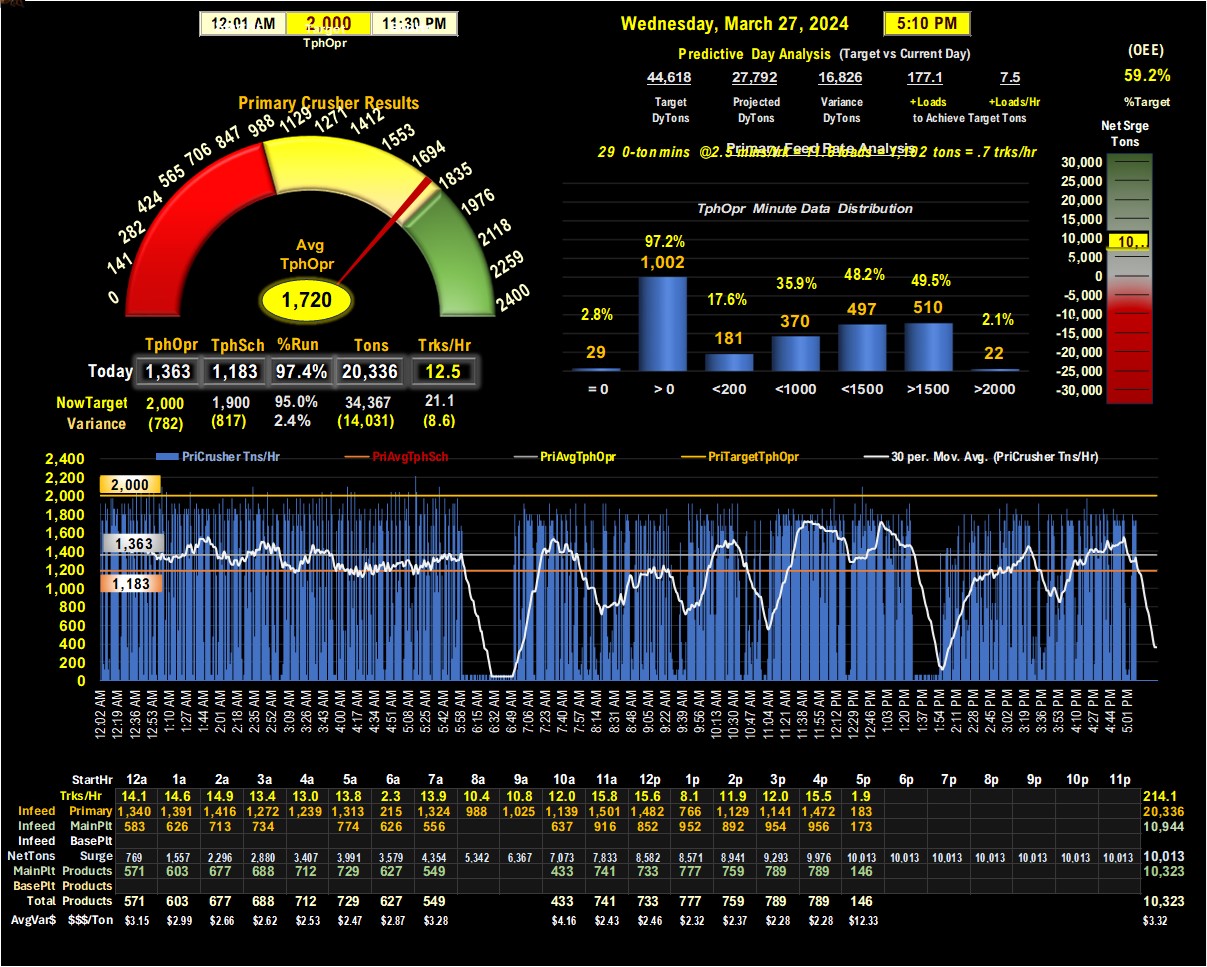 12:01 AM 2,000 11:30 PM
TphOpr
Wednesday, March 27, 2024 5:10 PM
Predictive Day Analysis (Target vs Current Day)
44,618 27,792 16,826 177.1 7.5
Target Projected Variance +Loads +Loads/Hr
DyTons DyTons DyTons to Achieve Target Tons
(OEE)
59.2%
%Target
Net Srge
Tons
Primary Feed Rate Analysis
29 0-ton mins @2.5 mins/trk = 11.6 loads = 1,102 tons = .7 trks/hr
Primary Crusher Results
0 141 282 424 565 706 847 988 1129 1271 1412 1553 1694 1835 1976 2118 2259 2400
Avg
TphOpr
1,720
TphOpr TphSch %Run Tons Trks/Hr
Today 1,363 1,183 97.4% 20,336 12.5
NowTarget 2,000 1,900 95.0% 34,367 21.1
Variance (782) (817) 2.4% (14,031) (8.6)
TphOpr Minute Data Distribution
2.8% 97.2% 17.6% 35.9% 48.2% 49.5% 2.1%
29 1,002 181 370 497 510 22
= 0 > 0 <200 <1000 <1500 >1500 >2000
30,000
25,000
20,000
15,000
10,000
10,..
5,000
0
-5,000
-10,000
-15,000
-20,000
-25,000
-30,000
PriCrusher Tns/Hr PriAvgTphSch PriAvgTphOpr PriTargetTphOpr 30 per. Mov. Avg. (PriCrusher Tns/Hr)
2,400
2,200
2,000
1,800
1,600
1,400
1,200
1,000
800
600
400
200
0
2,000
1,363
1,183
12:02 AM 12:19 AM 12:36 AM 12:53 AM 1:10 AM 1:27 AM 1:44 AM 2:01 AM 2:18 AM 2:35 AM 2:52 AM 3:09 AM 3:26 AM 3:43 AM 4:00 AM 4:17 AM 4:34 AM 4:51 AM 5:08 AM 5:25 AM 5:42 AM 5:58 AM 6:15 AM 6:32 AM 6:49 AM 7:06 AM 7:23 AM 7:40 AM 7:57 AM 8:14 AM 8:31 AM 8:48 AM 9:05 AM 9:22 AM 9:39 AM 9:56 AM 10:13 AM 10:30 AM 10:47 AM 11:04 AM 11:21 AM 11:38 AM 11:55 AM 12:12 PM 12:29 PM 12:46 PM 1:03 PM 1:20 PM 1:37 PM 1:54 PM 2:11 PM 2:28 PM 2:45 PM 3:02 PM 3:19 PM 3:36 PM 3:53 PM 4:10 PM 4:27 PM 4:44 PM 5:01 PM
StartHr 12a 1a 2a 3a 4a 5a 6a 7a 8a 9a 10a 11a 12p 1p 2p 3p 4p 5p 6p 7p 8p 9p 10p 11p
Trks/Hr 14.1 14.6 14.9 13.4 13.0 13.8 2.3 13.9 10.4 10.8 12.0 15.8 15.6 8.1 11.9 12.0 15.5 1.9 214.1
Infeed Primary 1,340 1,391 1,416 1,272 1,239 1,313 215 1,324 988 1,025 1,139 1,501 1,482 766 1,129 1,141 1,472 183 20,336
Infeed MainPlt 583 626 713 734 774 626 556 637 916 852 952 892 954 956 173 10,944
Infeed BasePlt
NetTons Surge 769 1,557 2,296 2,880 3,407 3,991 3,579 4,354 5,342 6,367 7,073 7,833 8,582 8,571 8,941 9,293 9,976 10,013 10,013 10,013 10,013 10,013 10,013 10,013 10,013
MainPlt Products 571 603 677 688 712 729 627 549 433 741 733 777 759 789 789 146 10,323
BasePlt Products
Total Products 571 603 677 688 712 729 627 549 433 741 733 777 759 789 789 146 10,323
AvgVar$ $$$/Ton $3.15 $2.99 $2.66 $2.62 $2.53 $2.47 $2.87 $3.28 $4.16 $2.43 $2.46 $2.32 $2.37 $2.28 $2.28 $12.33 $3.32